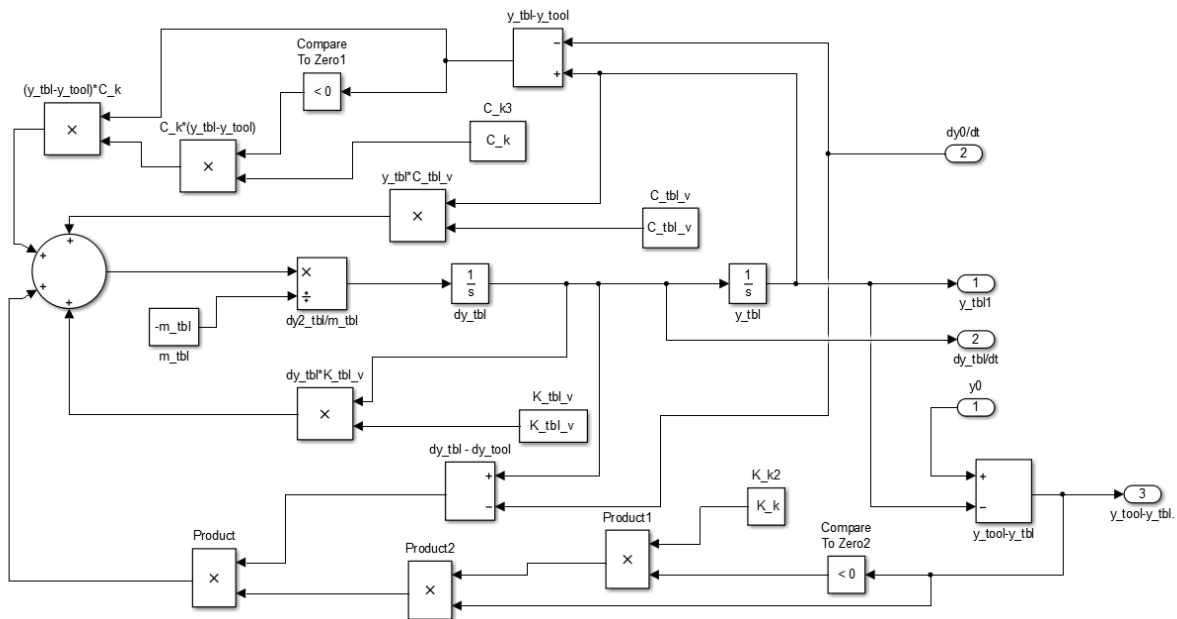 y_tbl-y_tool
−
+
Compare
To Zero1
< 0
(y_tbl-y_tool)*C_k
×
C_k*(y_tbl-y_tool)
×
C_k3
C_k
dy0/dt
2
y_tbl*C_tbl_v
×
C_tbl_v
C_tbl_v
+
+
+
+
×
÷
dy2_tbl/m_tbl
-m_tbl
m_tbl
1
s
dy_tbl
1
s
y_tbl
1
y_tbl1
2
dy_tbl/dt
dy_tbl*K_tbl_v
×
K_tbl_v
K_tbl_v
y0
1
dy_tbl - dy_tool
+
−
K_k2
K_k
+
−
y_tool-y_tbl
3
y_tool-y_tbl.
Product
×
Product2
×
Product1
×
Compare
To Zero2
< 0